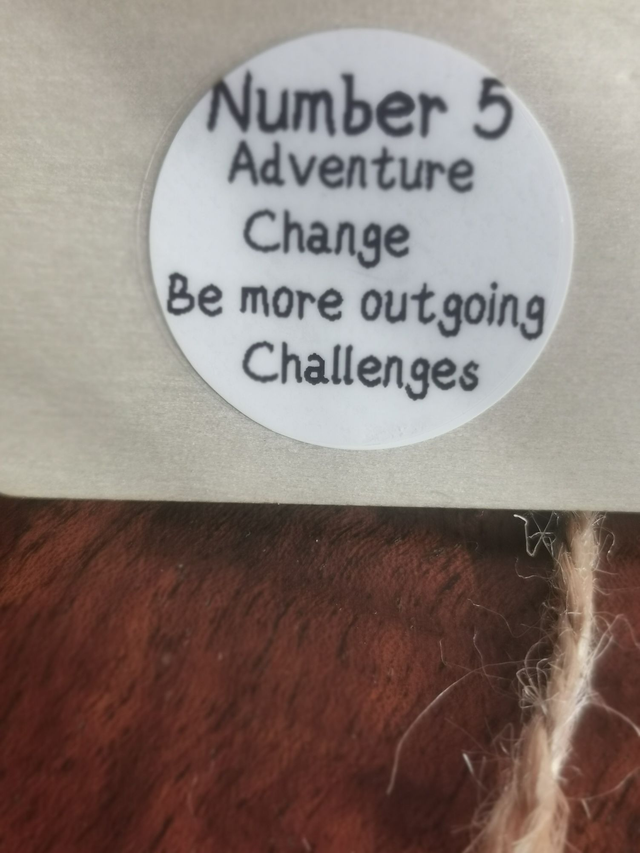 Number 5
Adventure
Change
Be more outgoing
Challenges